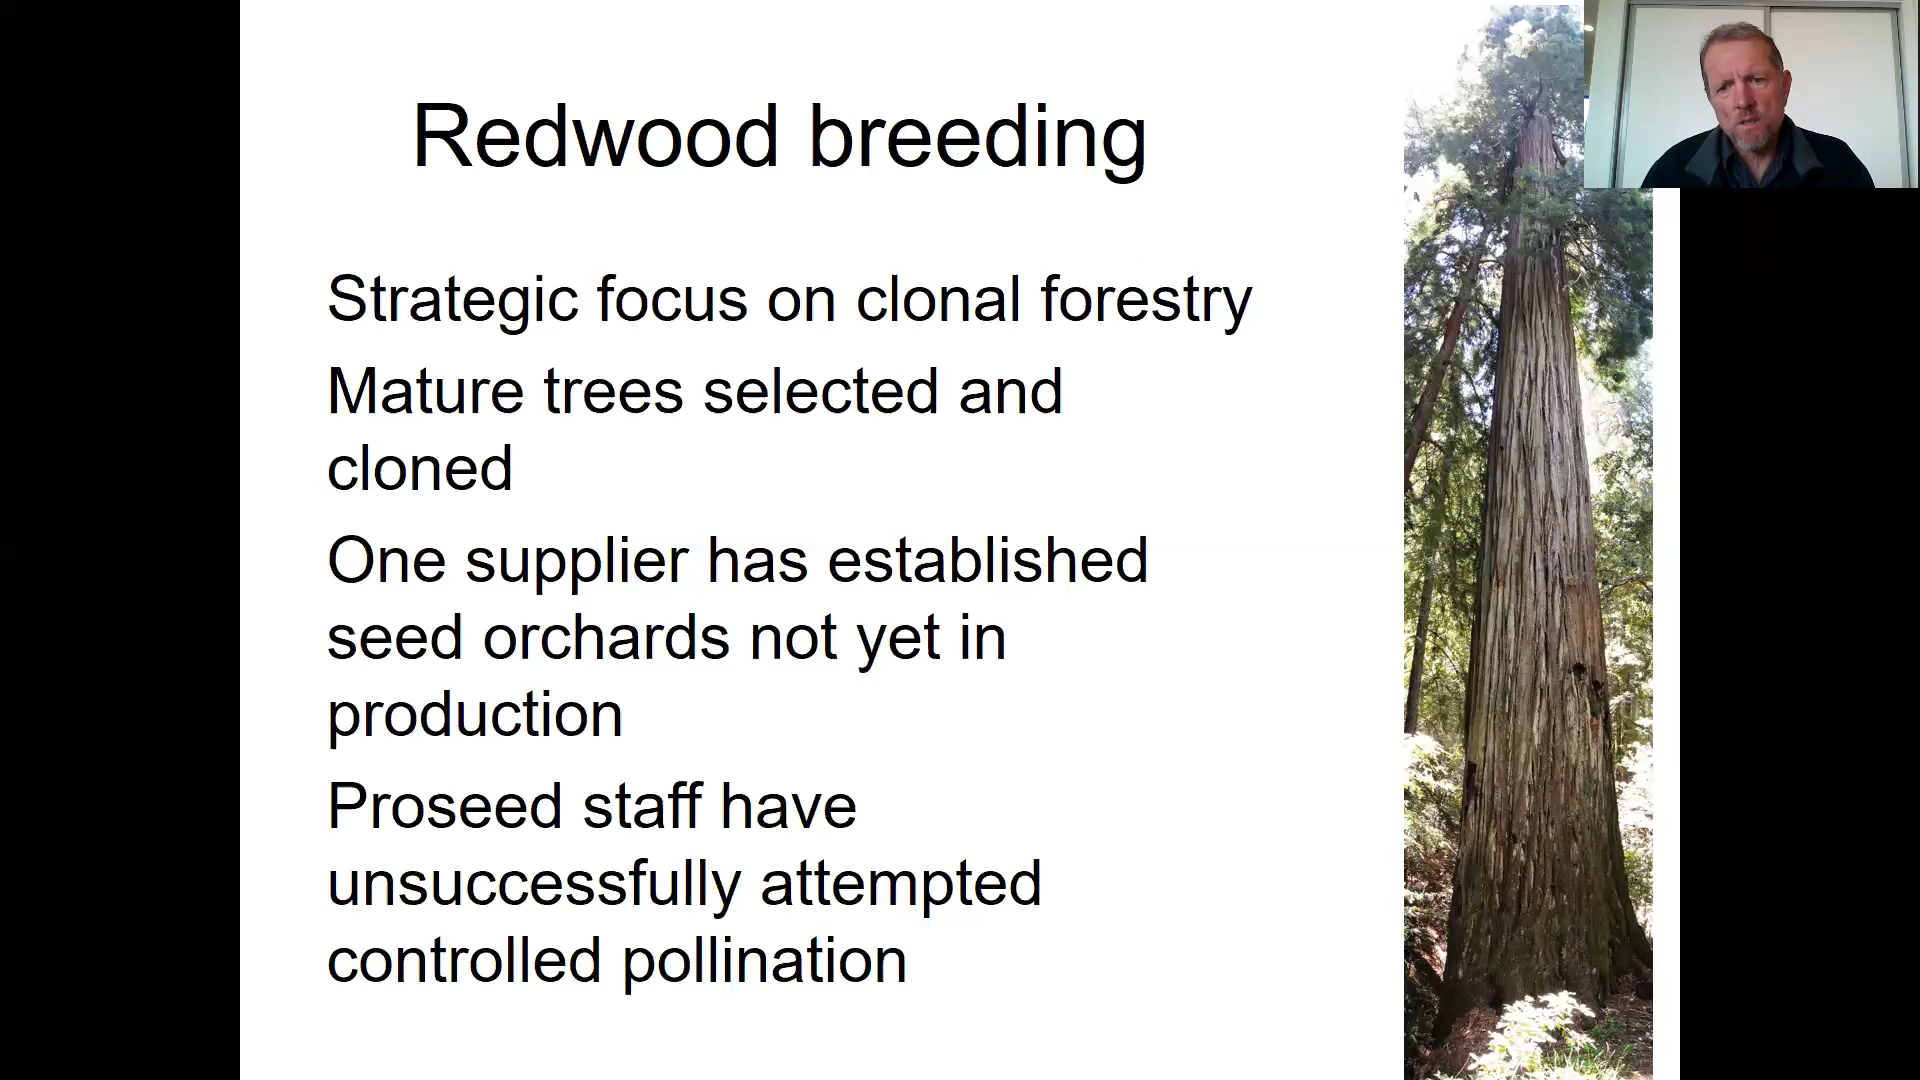 Redwood breeding
Strategic focus on clonal forestry
Mature trees selected and
cloned
One supplier has established
seed orchards not yet in
production
Proseed staff have
unsuccessfully attempted
controlled pollination